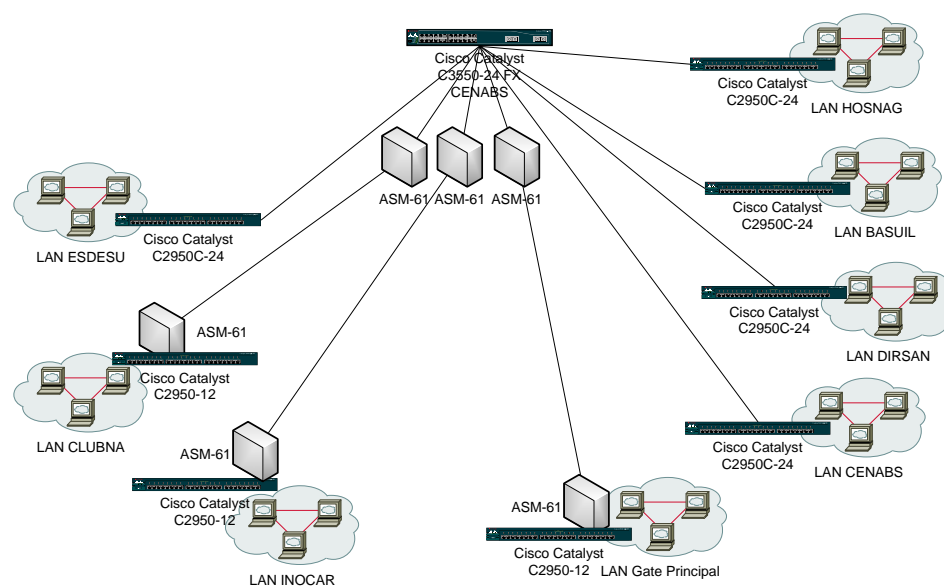 Cisco Catalyst
C3550-24 FX
CENABS
Cisco Catalyst
C2950C-24
LAN HOSNAG
ASM-61
ASM-61
ASM-61
Cisco Catalyst
C2950C-24
LAN BASUIL
Cisco Catalyst
C2950C-24
LAN ESDESU
Cisco Catalyst
C2950C-24
LAN DIRSAN
ASM-61
Cisco Catalyst
C2950-12
LAN CLUBNA
Cisco Catalyst
C2950C-24
LAN CENABS
ASM-61
Cisco Catalyst
C2950-12
LAN INOCAR
ASM-61
Cisco Catalyst
C2950-12
LAN Gate Principal